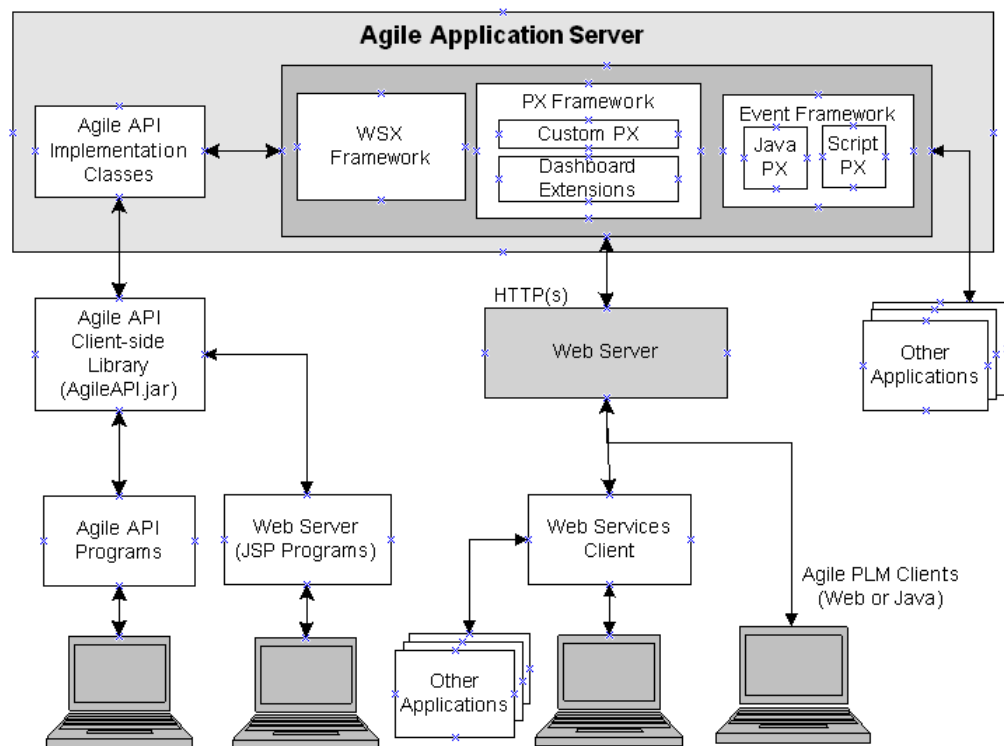 Agile Application Server
Agile API
Implementation
Classes
WSX
Framework
PX Framework
Custom PX
Dashboard
Extensions
Event Framework
Java
PX
Script
PX
HTTP(s)
Agile API
Client-side
Library
(AgileAPI.jar)
Web Server
Other
Applications
Agile API
Programs
Web Server
(JSP Programs)
Web Services
Client
Agile PLM Clients
(Web or Java)
Other
Applications